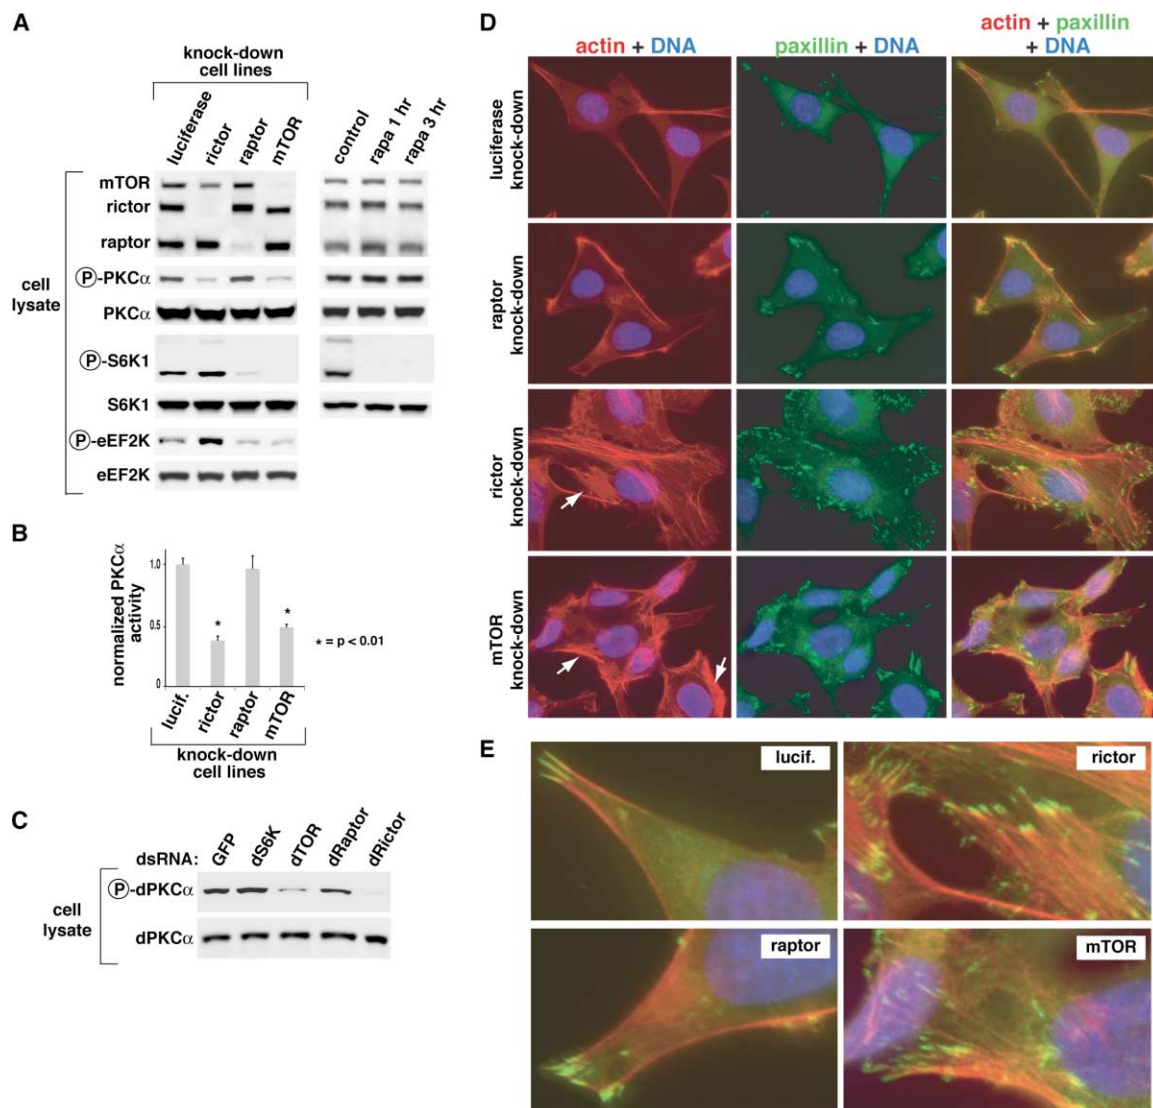 A
knock-down
cell lines
luciferase
rictor
raptor
mTOR
control
rapa 1 hr
rapa 3 hr
cell
lysate
mTOR
rictor
raptor
Ⓟ-PKCα
PKCα
Ⓟ-S6K1
S6K1
Ⓟ-eEF2K
eEF2K
B
normalized PKCα
activity
1.0
0.5
0
*
*
* = p < 0.01
lucif.
rictor
raptor
mTOR
knock-down
cell lines
C
dsRNA:
GFP
dS6K
dTOR
dRaptor
dRictor
cell
lysate
Ⓟ-dPKCα
dPKCα
D
actin + DNA
paxillin + DNA
actin + paxillin
+ DNA
luciferase
knock-down
raptor
knock-down
rictor
knock-down
mTOR
knock-down
E
lucif.
rictor
raptor
mTOR